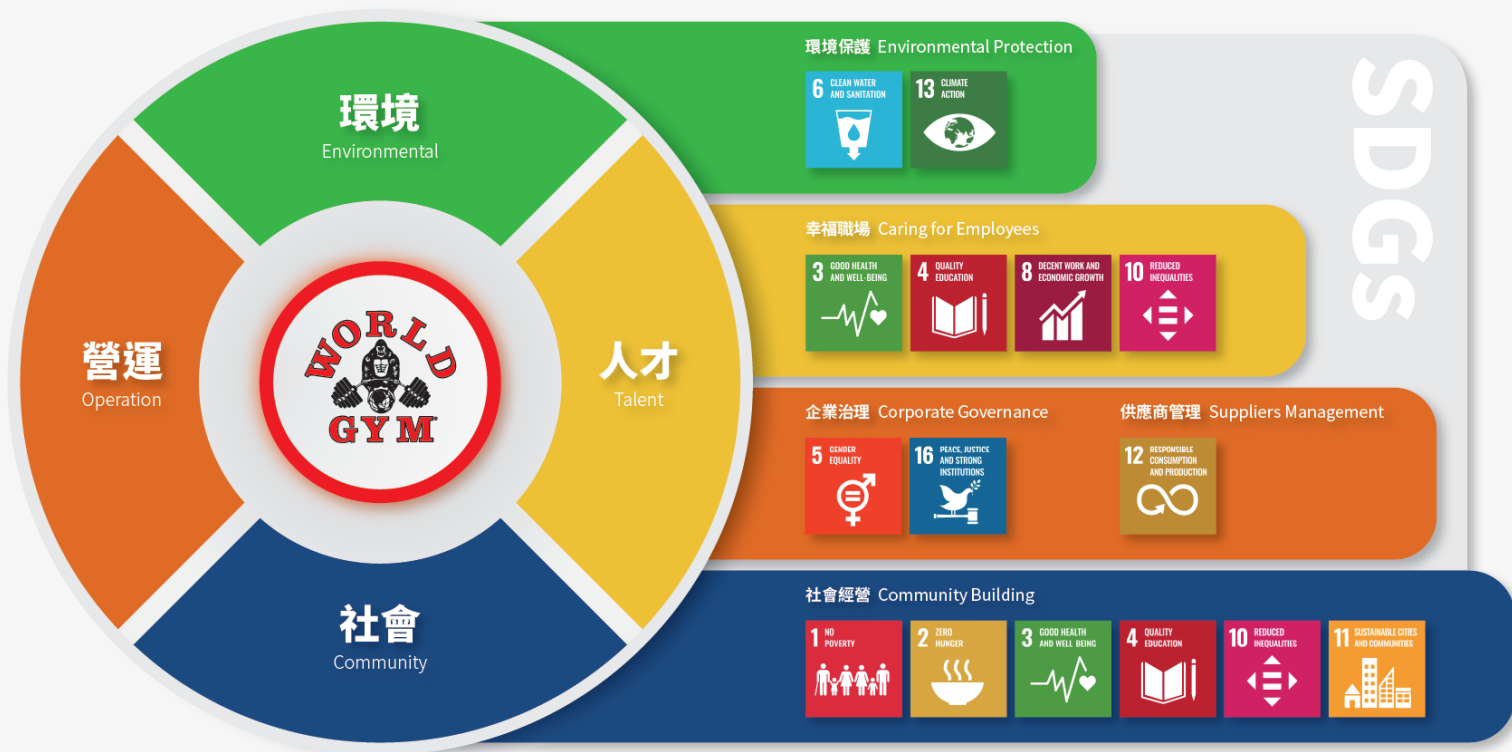 環境
Environmental
營運
Operation
人才
Talent
社會
Community
WORLD
GYM
SDGs
環境保護 Environmental Protection
6 CLEAN WATER
AND SANITATION
13 CLIMATE
ACTION
幸福職場 Caring for Employees
3 GOOD HEALTH
AND WELL-BEING
4 QUALITY
EDUCATION
8 DECENT WORK AND
ECONOMIC GROWTH
10 REDUCED
INEQUALITIES
企業治理 Corporate Governance
5 GENDER
EQUALITY
16 PEACE, JUSTICE
AND STRONG
INSTITUTIONS
供應商管理 Suppliers Management
12 RESPONSIBLE
CONSUMPTION
AND PRODUCTION
社會經營 Community Building
1 NO
POVERTY
2 ZERO
HUNGER
3 GOOD HEALTH
AND WELL BEING
4 QUALITY
EDUCATION
10 REDUCED
INEQUALITIES
11 SUSTAINABLE CITIES
AND COMMUNITIES